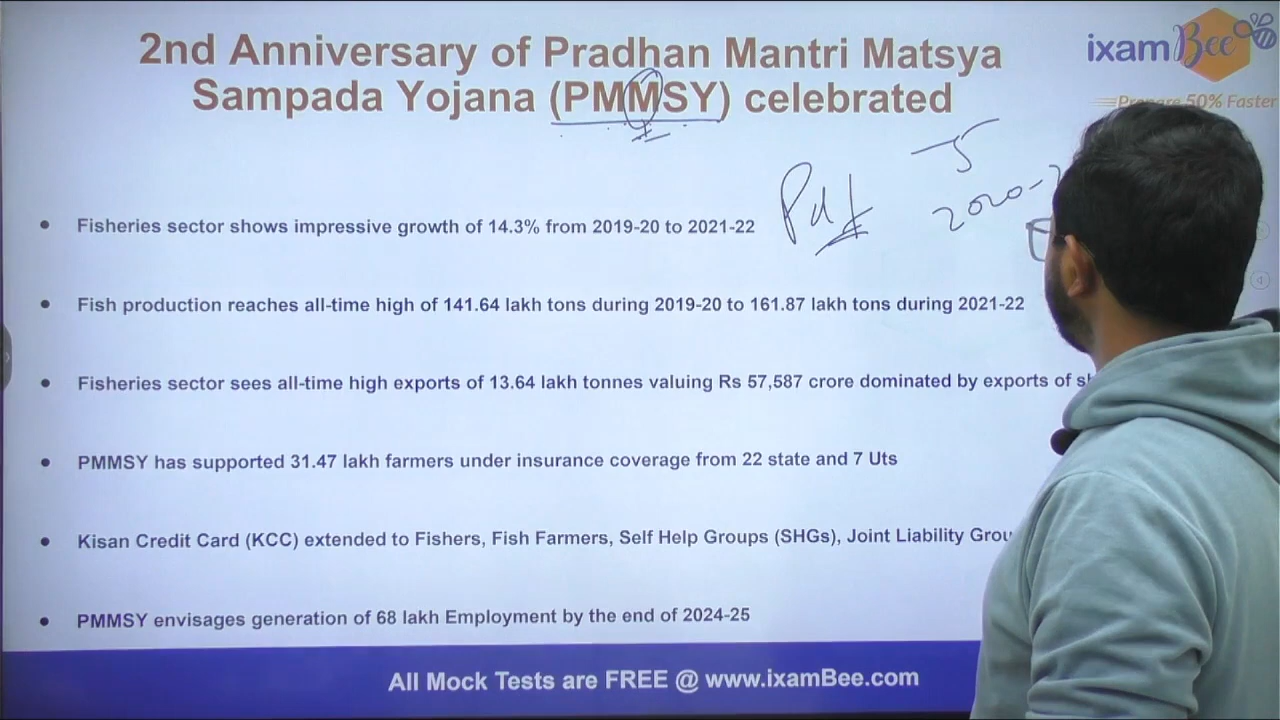 2nd Anniversary of Pradhan Mantri Matsya
Sampada Yojana (PMMSY) celebrated
ixamBee
Prepare 50% Faster
5
2020-
Pdf
• Fisheries sector shows impressive growth of 14.3% from 2019-20 to 2021-22
• Fish production reaches all-time high of 141.64 lakh tons during 2019-20 to 161.87 lakh tons during 2021-22
• Fisheries sector sees all-time high exports of 13.64 lakh tonnes valuing Rs 57,587 crore dominated by exports of
• PMMSY has supported 31.47 lakh farmers under insurance coverage from 22 state and 7 Uts
• Kisan Credit Card (KCC) extended to Fishers, Fish Farmers, Self Help Groups (SHGs), Joint Liability
• PMMSY envisages generation of 68 lakh Employment by the end of 2024-25
All Mock Tests are FREE @ www.ixamBee.com